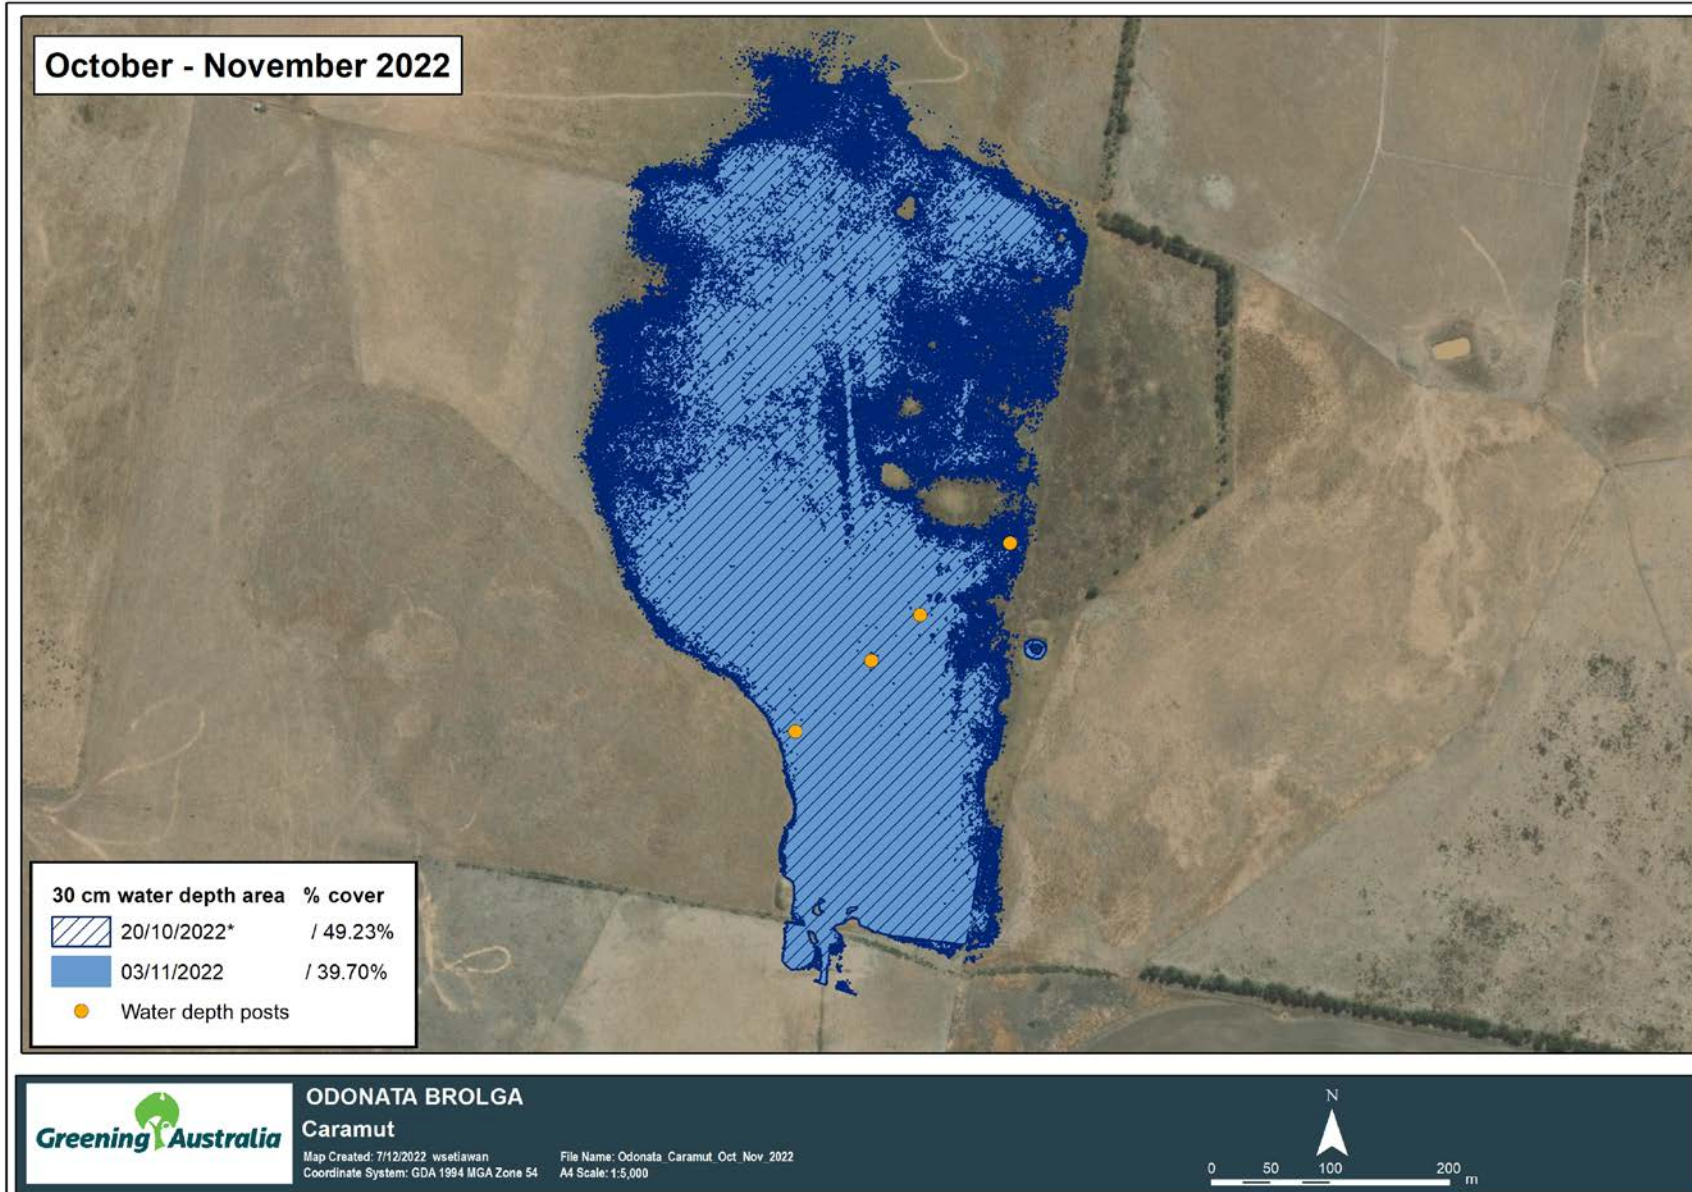 October - November 2022
30 cm water depth area % cover
20/10/2022* / 49.23%
03/11/2022 / 39.70%
Water depth posts
Greening Australia
ODONATA BROLGA
Caramut
Map Created: 7/12/2022 wsetiawan
Coordinate System: GDA 1994 MGA Zone 54
File Name: Odonata_Caramut_Oct_Nov_2022
A4 Scale: 1:5,000
N
0 50 100 200
m